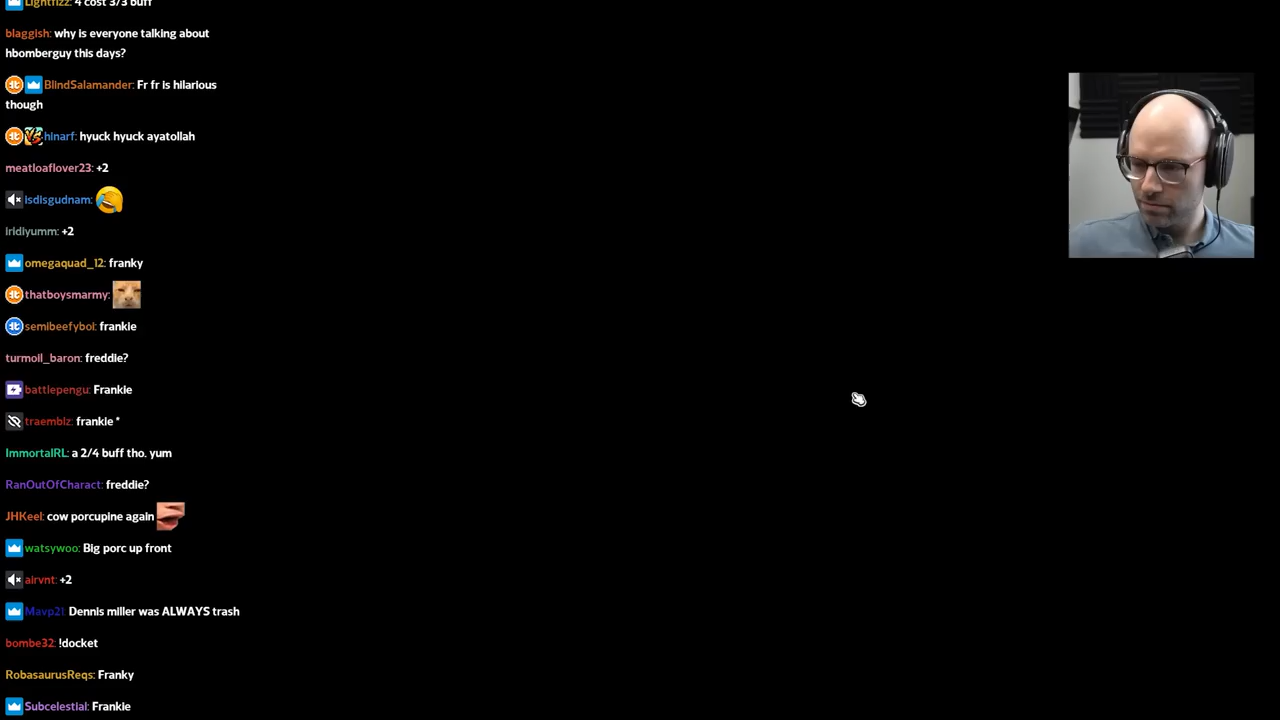 Lightfizz: 4 cost 3/3 buff
blaggish: why is everyone talking about
hbomberguy this days?
BlindSalamander: Fr fr is hilarious
though
hinarf: hyuck hyuck ayatollah
meatloaflover23: +2
isdisgudnam:
iridiyumm: +2
omegaquad_12: franky
thatboysmarmy:
semibeefyboi: frankie
turmoil_baron: freddie?
battlepengu: Frankie
traemblz: frankie *
ImmortalRL: a 2/4 buff tho. yum
RanOutOfCharact: freddie?
JHKeel: cow porcupine again
watsywoo: Big porc up front
airvnt: +2
Mavp21: Dennis miller was ALWAYS trash
bombe32: !docket
RobasaurusReqs: Franky
Subcelestial: Frankie